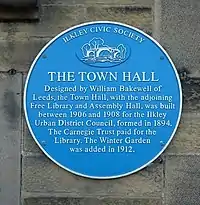 ILKLEY CIVIC SOCIETY
THE TOWN HALL
Designed by William Bakewell of
Leeds, the Town Hall, with the adjoining
Free Library and Assembly Hall, was built
between 1906 and 1908 for the Ilkley
Urban District Council, formed in 1894.
The Carnegie Trust paid for the
Library. The Winter Garden
was added in 1912.